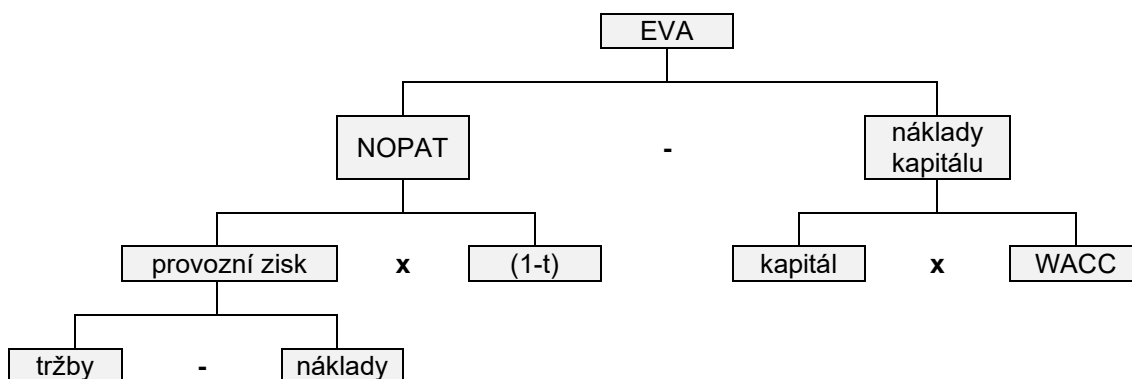 EVA
NOPAT
-
náklady
kapitálu
provozní zisk
x
(1-t)
kapitál
x
WACC
tržby
-
náklady